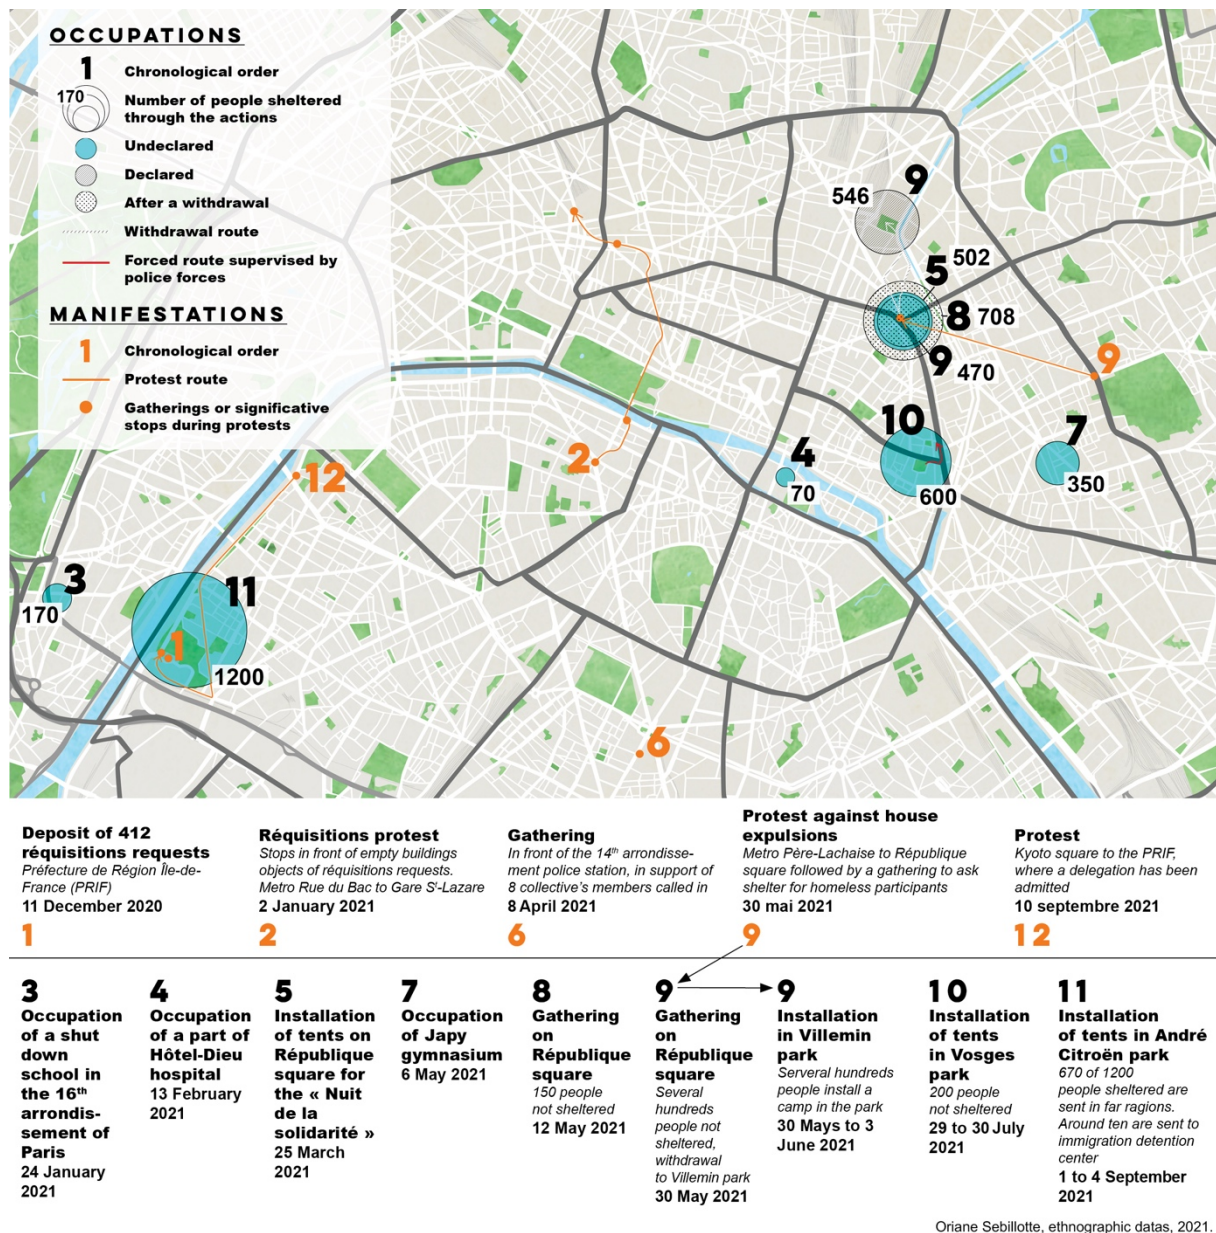 OCCUPATIONS
1
Chronological order
170
Number of people sheltered
through the actions
Undeclared
Declared
After a withdrawal
Withdrawal route
Forced route supervised by
police forces
MANIFESTATIONS
1
Chronological order
Protest route
Gatherings or significative
stops during protests
546
9
5
502
8
708
9
470
9
10
600
7
350
4
70
2
12
3
170
11
1
1200
6
Deposit of 412
réquisitions requests
Préfecture de Région Île-de-
France (PRIF)
11 December 2020
1
Réquisitions protest
Stops in front of empty buildings
objects of réquisitions requests.
Metro Rue du Bac to Gare St-Lazare
2 January 2021
2
Gathering
In front of the 14th arrondisse-
ment police station, in support of
8 collective's members called in
8 April 2021
6
Protest against house
expulsions
Metro Père-Lachaise to République
square followed by a gathering to ask
shelter for homeless participants
30 mai 2021
9
Protest
Kyoto square to the PRIF,
where a delegation has been
admitted
10 septembre 2021
12
3
Occupation
of a shut
down
school in
the 16th
arrondis-
sement of
Paris
24 January
2021
4
Occupation
of a part of
Hôtel-Dieu
hospital
13 February
2021
5
Installation
of tents on
République
square for
the « Nuit
de la
solidarité »
25 March
2021
7
Occupation
of Japy
gymnasium
6 May 2021
8
Gathering
on
République
square
150 people
not sheltered
12 May 2021
9
Gathering
on
République
square
Several
hundreds
people not
sheltered,
withdrawal
to Villemin park
30 May 2021
9
Installation
in Villemin
park
Serveral hundreds
people install a
camp in the park
30 Mays to 3
June 2021
10
Installation
of tents
in Vosges
park
200 people
not sheltered
29 to 30 July
2021
11
Installation
of tents in André
Citroën park
670 of 1200
people sheltered are
sent in far ragions.
Around ten are sent to
immigration detention
center
1 to 4 September
2021
Oriane Sebillotte, ethnographic datas, 2021.